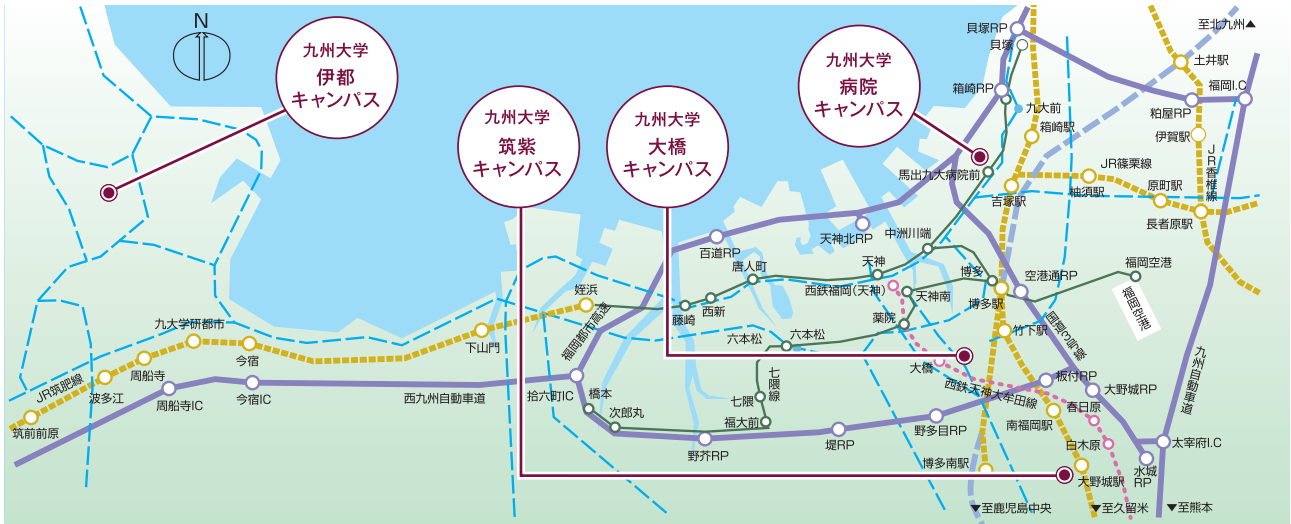 N
九州大学
伊都
キャンパス
九州大学
筑紫
キャンパス
九州大学
大橋
キャンパス
九州大学
病院
キャンパス
貝塚RP
貝塚
箱崎RP
九大前
箱崎駅
馬出九大病院前
吉塚駅
至北九州▲
土井駅
福岡I.C
粕屋RP
伊賀駅
JR香椎線
JR篠栗線
柚須駅
原町駅
長者原駅
百道RP
天神北RP
中洲川端
唐人町
天神
西鉄福岡(天神)
天神南
博多
博多駅
空港通RP
福岡空港
福岡空港
姪浜
藤崎
西新
薬院
六本松
六本松
竹下駅
国道3号線
九州自動車道
九大学研都市
今宿
下山門
福岡都市高速
周船寺
JR筑肥線
波多江
筑前前原
周船寺IC
今宿IC
西九州自動車道
拾六町IC
橋本
次郎丸
七隈線
七隈
福大前
野芥RP
堤RP
野多目RP
大橋
西鉄天神大牟田線
板付RP
大野城RP
春日原
南福岡駅
白木原
博多南駅
大野城駅
水城
RP
太宰府I.C
▼至鹿児島中央
▼至久留米
▼至熊本